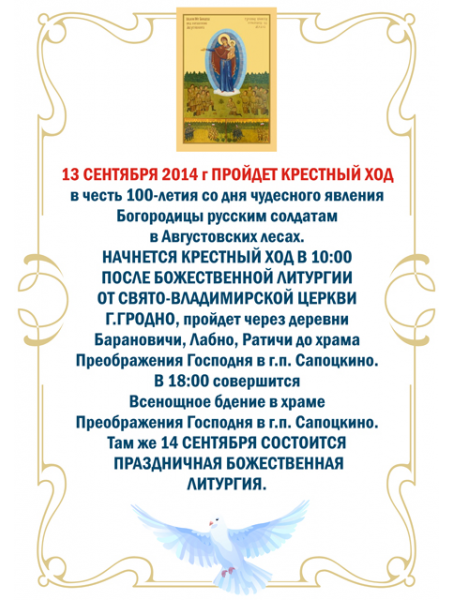 13 СЕНТЯБРЯ 2014 г ПРОЙДЕТ КРЕСТНЫЙ ХОД
в честь 100-летия со дня чудесного явления
Богородицы русским солдатам
в Августовских лесах.
НАЧНЕТСЯ КРЕСТНЫЙ ХОД В 10:00
ПОСЛЕ БОЖЕСТВЕННОЙ ЛИТУРГИИ
ОТ СВЯТО-ВЛАДИМИРСКОЙ ЦЕРКВИ
Г.ГРОДНО, пройдет через деревни
Барановичи, Лабно, Ратичи до храма
Преображения Господня в г.п. Сапоцкино.
В 18:00 совершится
Всенощное бдение в храме
Преображения Господня в г.п. Сапоцкино.
Там же 14 СЕНТЯБРЯ СОСТОИТСЯ
ПРАЗДНИЧНАЯ БОЖЕСТВЕННАЯ
ЛИТУРГИЯ.